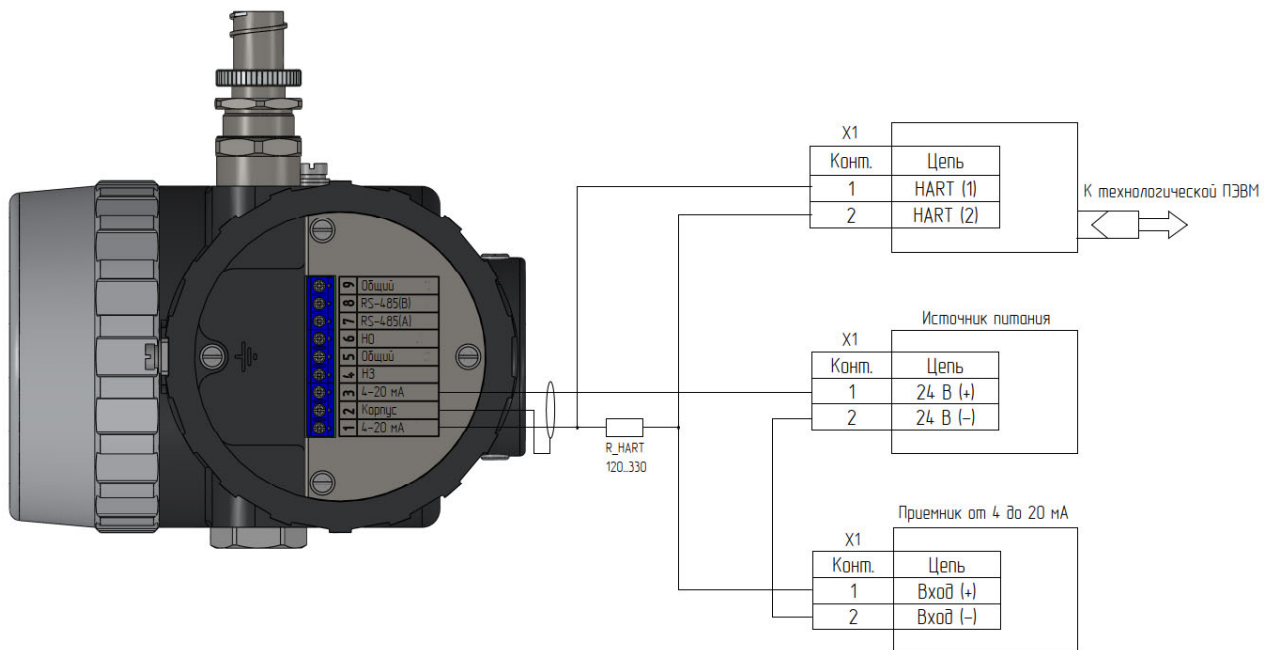 9 Общий
8 RS-485(B)
7 RS-485(A)
6 НО
5 Общий
4 НЗ
3 4-20 мА
2 Корпус
1 4-20 мА
R_HART
120...330
X1
Конт. Цепь
1 HART (1)
2 HART (2)
К технологической ПЭВМ
Источник питания
X1
Конт. Цепь
1 24 В (+)
2 24 В (-)
Приемник от 4 до 20 мА
X1
Конт. Цепь
1 Вход (+)
2 Вход (-)